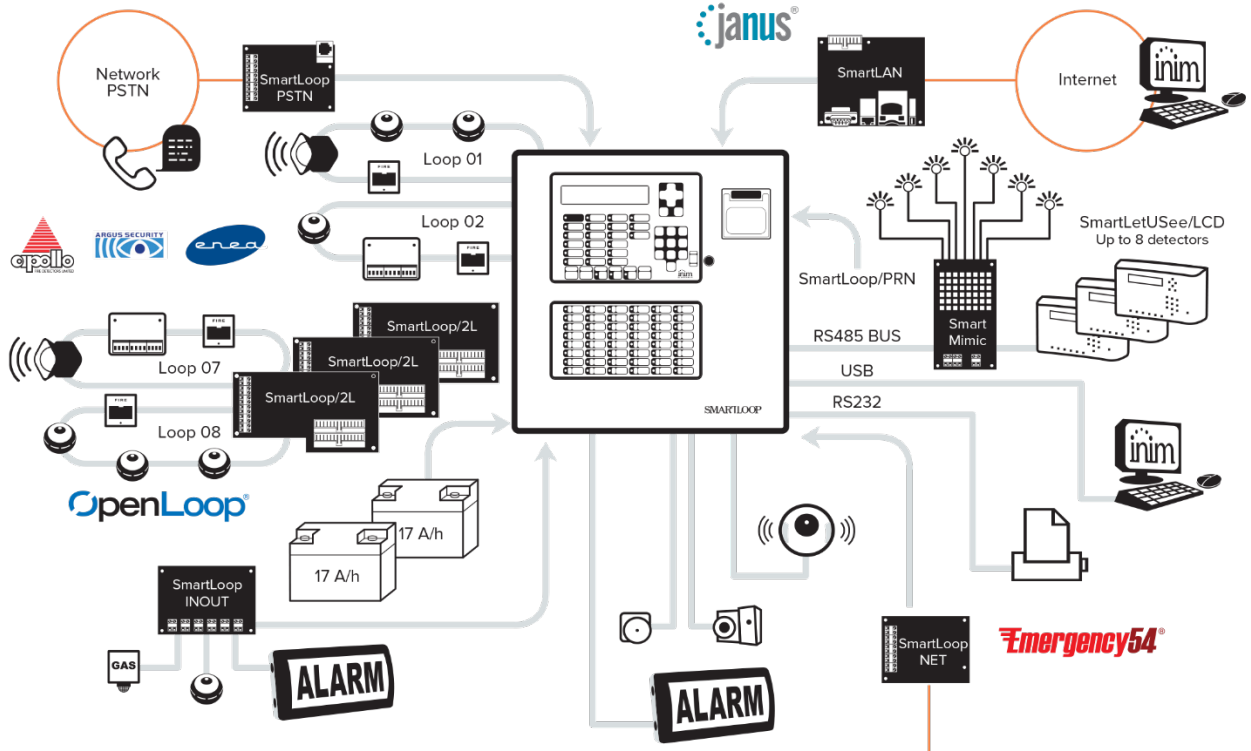 janus®
Network
PSTN
SmartLoop
PSTN
SmartLAN
Internet
inim
Loop 01
FIRE
Loop 02
FIRE
apollo
FIRE DETECTORS LIMITED
ARGUS SECURITY
enea
SmartLetUSee/LCD
Up to 8 detectors
SmartLoop/PRN
inim
Smart
Mimic
RS485 BUS
USB
RS232
SMARTLOOP
FIRE
Loop 07
SmartLoop/2L
SmartLoop/2L
SmartLoop/2L
FIRE
Loop 08
OpenLoop®
inim
17 A/h
17 A/h
SmartLoop
INOUT
GAS
ALARM
ALARM
SmartLoop
NET
Emergency54®